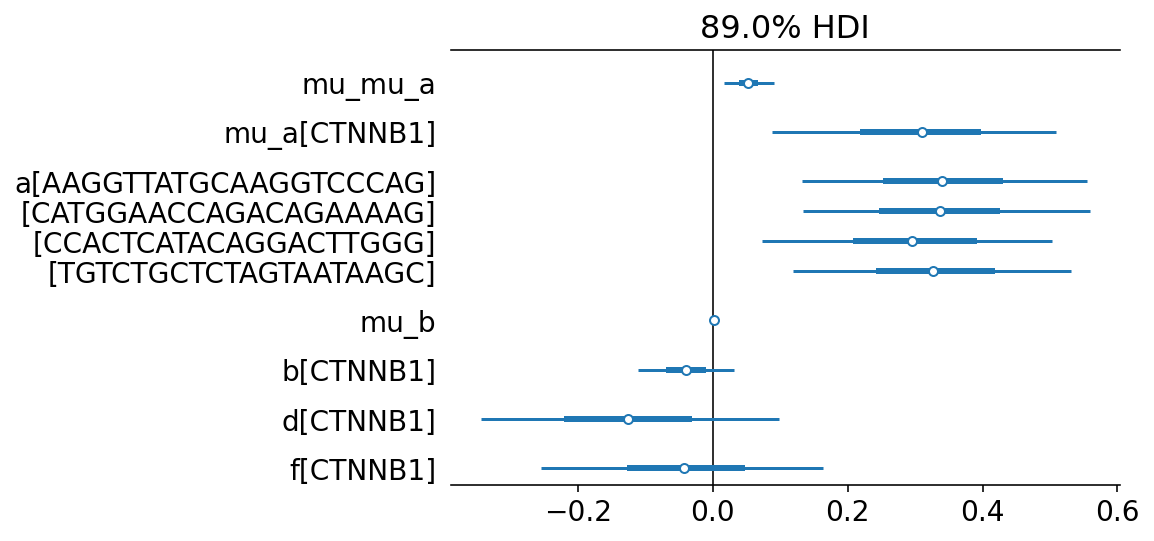 89.0% HDI
mu_mu_a
mu_a[CTNNB1]
a[AAGGTTATGCAAGGTCCCAG]
[CATGGAACCAGACAGAAAAG]
[CCACTCATACAGGACTTGGG]
[TGTCTGCTCTAGTAATAAGC]
mu_b
b[CTNNB1]
d[CTNNB1]
f[CTNNB1]
−0.2 0.0 0.2 0.4 0.6